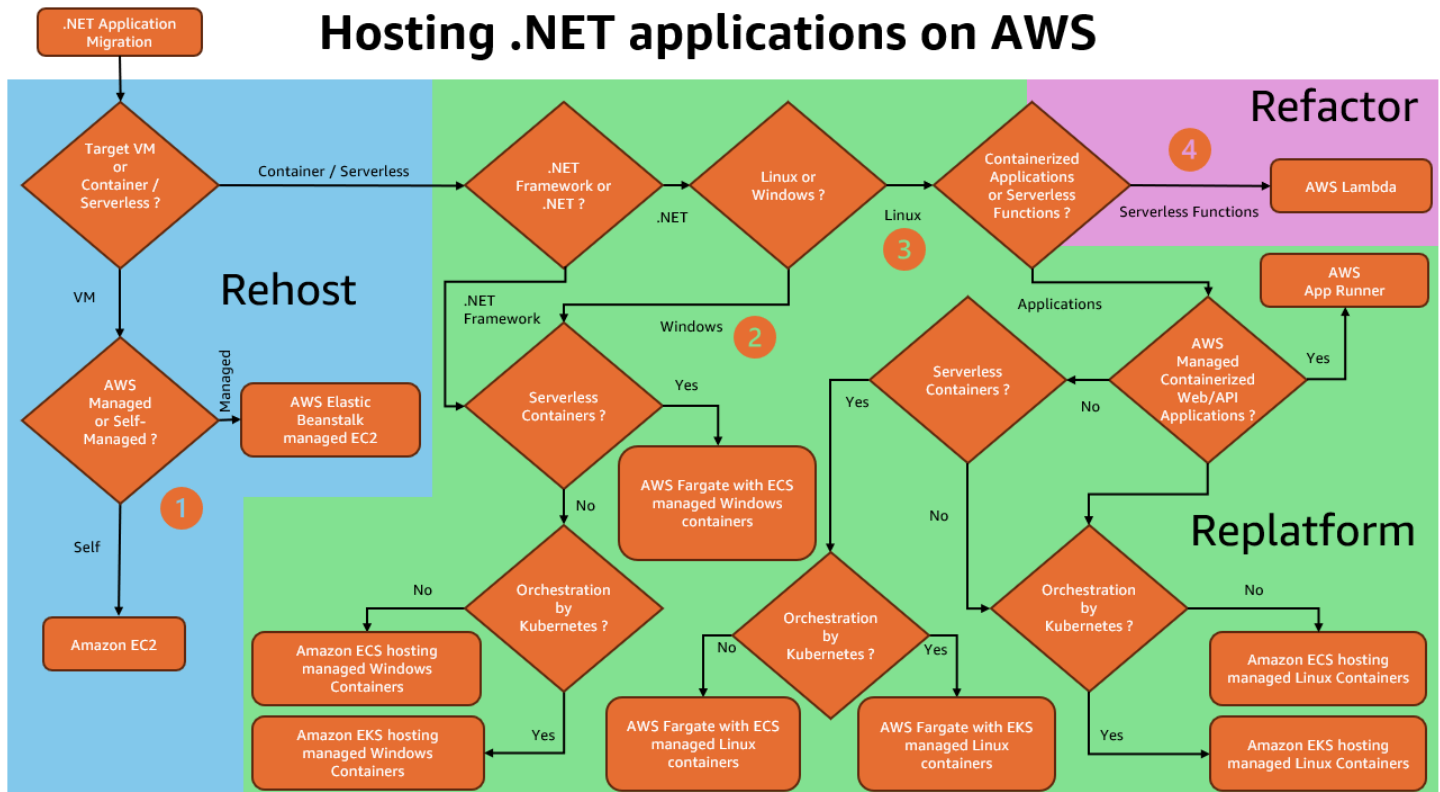 Hosting .NET applications on AWS
.NET Application
Migration
Refactor
Target VM
or
Container /
Serverless ?
Container / Serverless
.NET
Framework or
.NET ?
.NET
Linux or
Windows ?
Linux
3
Containerized
Applications
or Serverless
Functions ?
4
Serverless Functions
AWS Lambda
Rehost
VM
.NET
Framework
Windows
2
Applications
AWS
App Runner
AWS
Managed
or Self-
Managed ?
Managed
AWS Elastic
Beanstalk
managed EC2
Serverless
Containers ?
Yes
Serverless
Containers ?
Yes
No
AWS
Managed
Containerized
Web/API
Applications ?
Yes
1
Self
Amazon EC2
No
AWS Fargate with ECS
managed Windows
containers
No
Replatform
Orchestration
by
Kubernetes ?
No
Yes
Amazon ECS hosting
managed Windows
Containers
Amazon EKS hosting
managed Windows
Containers
Orchestration
by
Kubernetes ?
No
Yes
AWS Fargate with ECS
managed Linux
containers
AWS Fargate with EKS
managed Linux
containers
Orchestration
by
Kubernetes ?
No
Yes
Amazon ECS hosting
managed Linux Containers
Amazon EKS hosting
managed Linux Containers